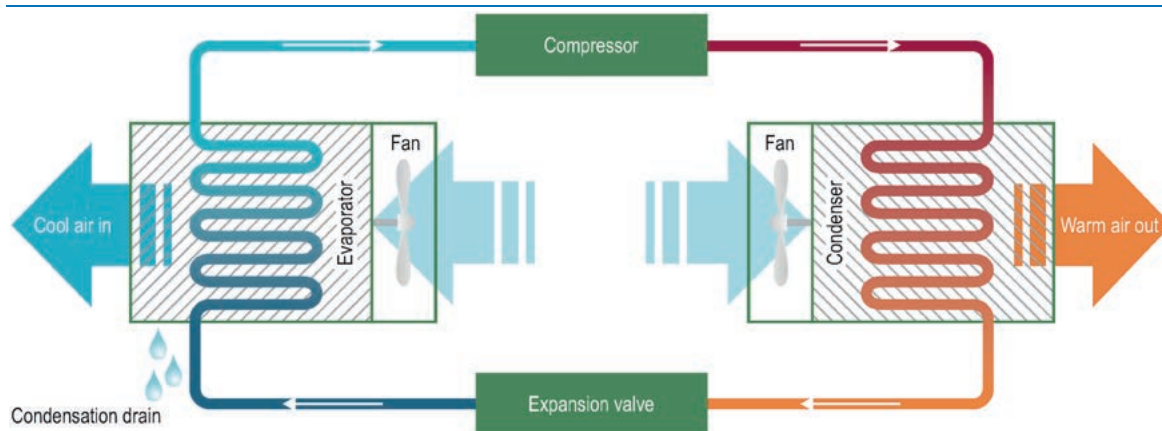 Compressor
Fan
Fan
Cool air in
Evaporator
Condenser
Warm air out
Condensation drain
Expansion valve